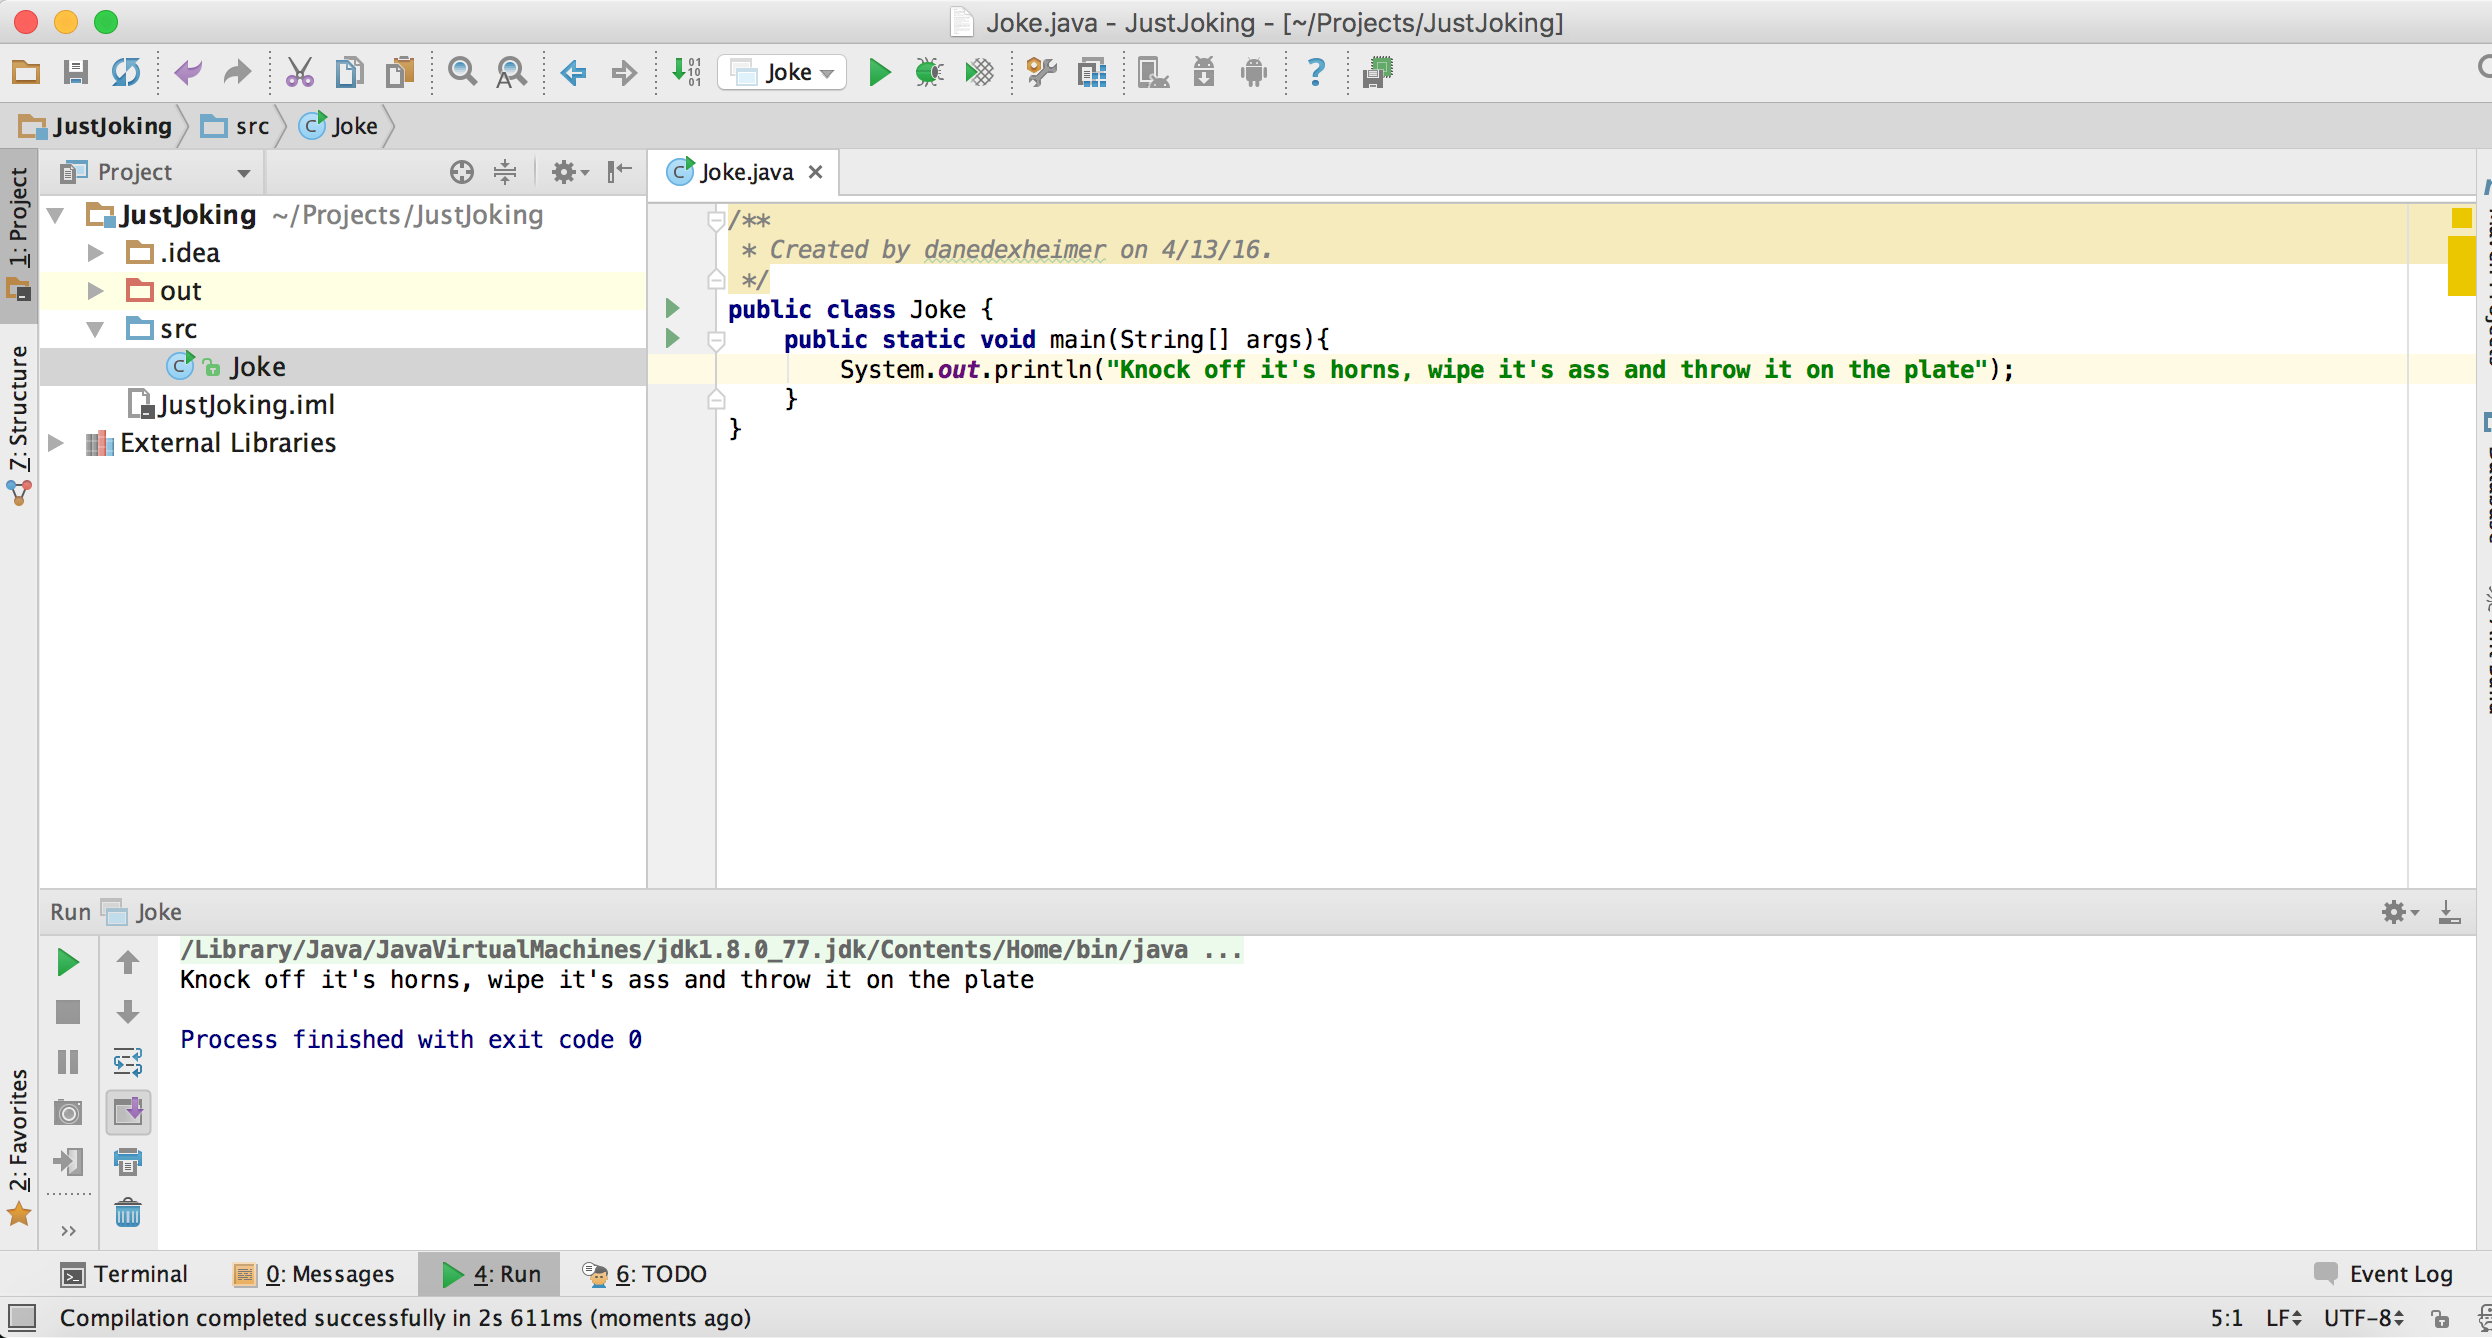 Joke.java - JustJoking - [~/Projects/JustJoking]
Joke
JustJoking src Joke
Project
Joke.java
1: Project
JustJoking ~/Projects/JustJoking
.idea
out
src
Joke
JustJoking.iml
External Libraries
7: Structure
/**
* Created by danedexheimer on 4/13/16.
*/
public class Joke {
public static void main(String[] args){
System.out.println("Knock off it's horns, wipe it's ass and throw it on the plate");
}
}
Run Joke
/Library/Java/JavaVirtualMachines/jdk1.8.0_77.jdk/Contents/Home/bin/java ...
Knock off it's horns, wipe it's ass and throw it on the plate
Process finished with exit code 0
2: Favorites
Terminal 0: Messages 4: Run 6: TODO Event Log
Compilation completed successfully in 2s 611ms (moments ago) 5:1 LF UTF-8